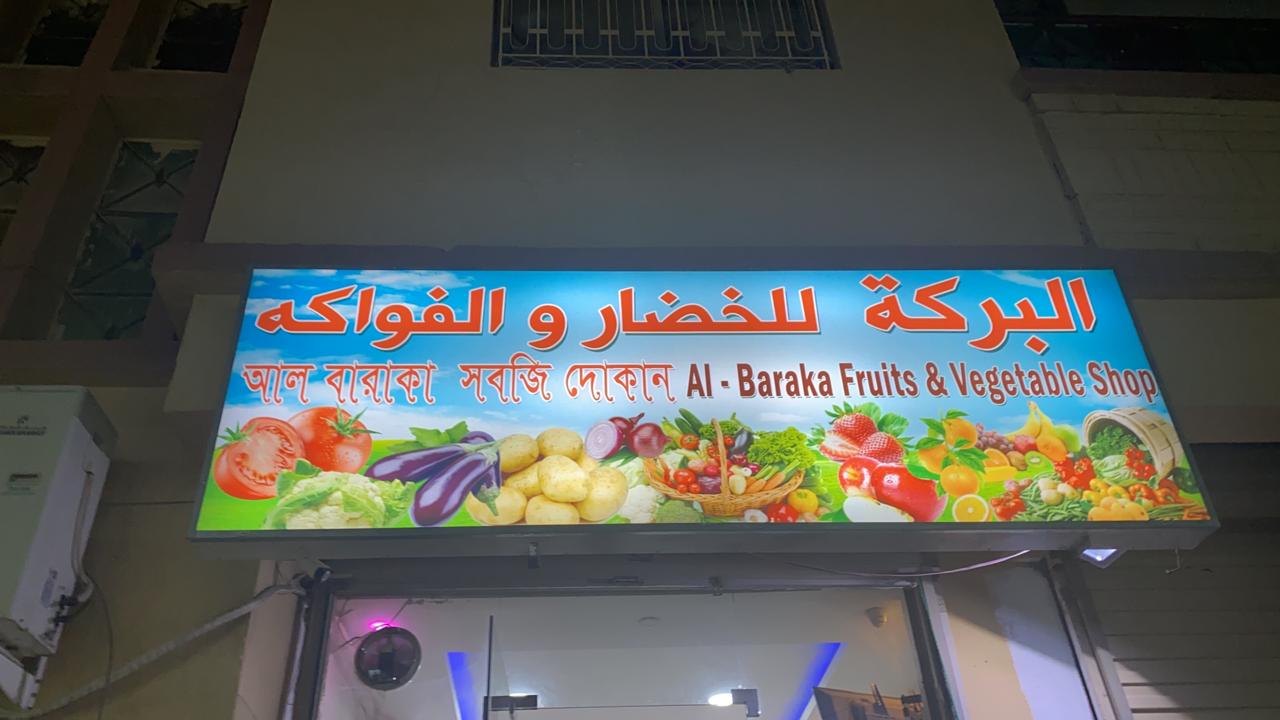 البركة للخضار و الفواكه
আল বারাকা সবজি দোকান Al - Baraka Fruits & Vegetable Shop